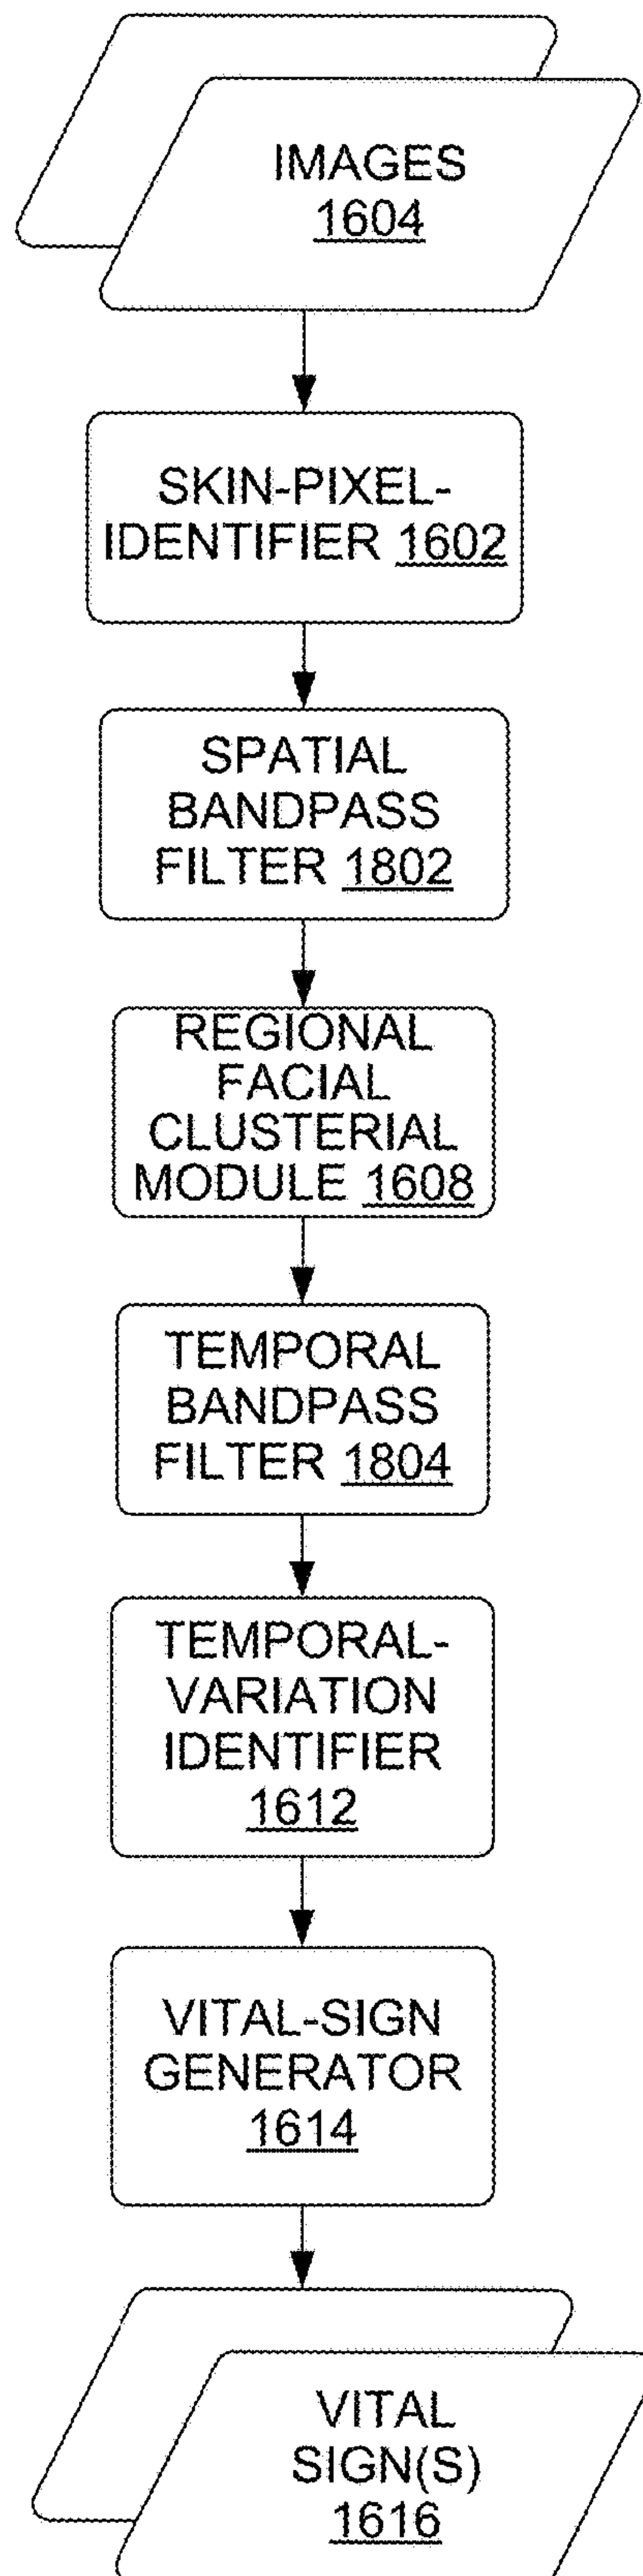 IMAGES
1604
SKIN-PIXEL-
IDENTIFIER 1602
SPATIAL
BANDPASS
FILTER 1802
REGIONAL
FACIAL
CLUSTERIAL
MODULE 1608
TEMPORAL
BANDPASS
FILTER 1804
TEMPORAL-
VARIATION
IDENTIFIER
1612
VITAL-SIGN
GENERATOR
1614
VITAL
SIGN(S)
1616